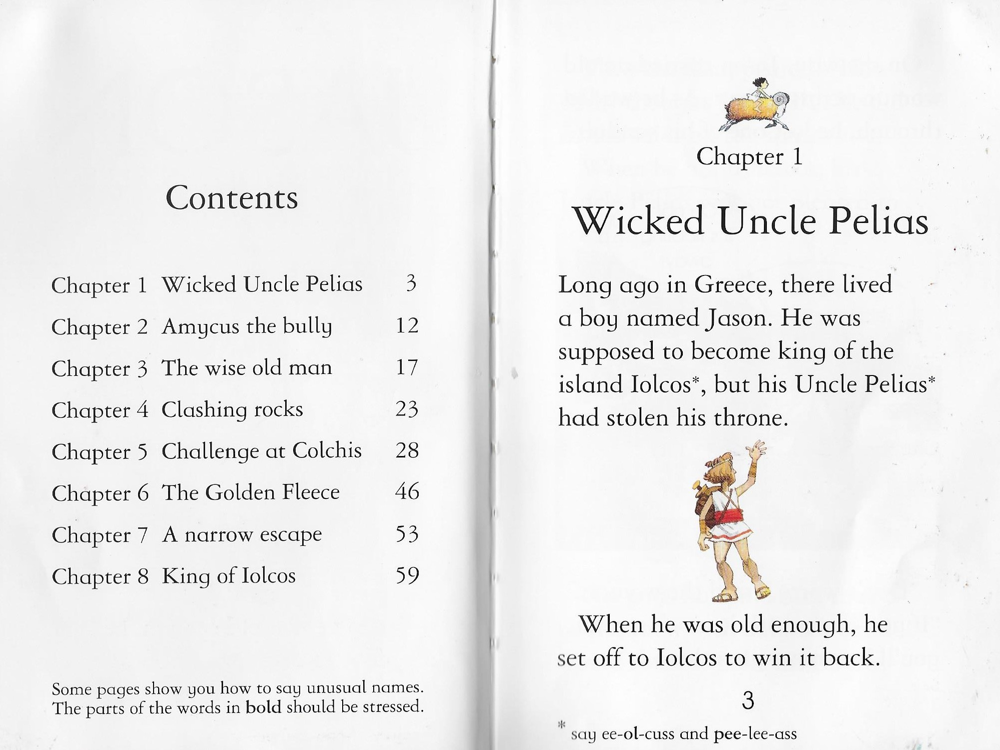 Contents
Chapter 1 Wicked Uncle Pelias 3
Chapter 2 Amycus the bully 12
Chapter 3 The wise old man 17
Chapter 4 Clashing rocks 23
Chapter 5 Challenge at Colchis 28
Chapter 6 The Golden Fleece 46
Chapter 7 A narrow escape 53
Chapter 8 King of Iolcos 59
Some pages show you how to say unusual names.
The parts of the words in bold should be stressed.
Chapter 1
Wicked Uncle Pelias
Long ago in Greece, there lived
a boy named Jason. He was
supposed to become king of the
island Iolcos*, but his Uncle Pelias*
had stolen his throne.
When he was old enough, he
set off to Iolcos to win it back.
3
* say ee-ol-cuss and pee-lee-ass